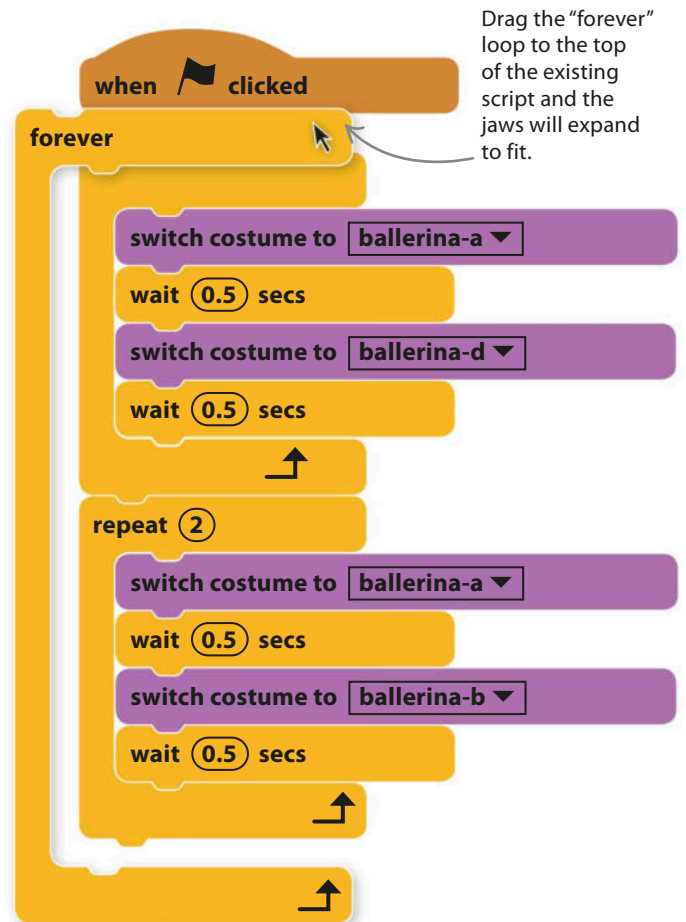 Drag the “forever”
loop to the top
of the existing
script and the
jaws will expand
to fit.
when clicked
forever
switch costume to ballerina-a
wait 0.5 secs
switch costume to ballerina-d
wait 0.5 secs
repeat 2
switch costume to ballerina-a
wait 0.5 secs
switch costume to ballerina-b
wait 0.5 secs